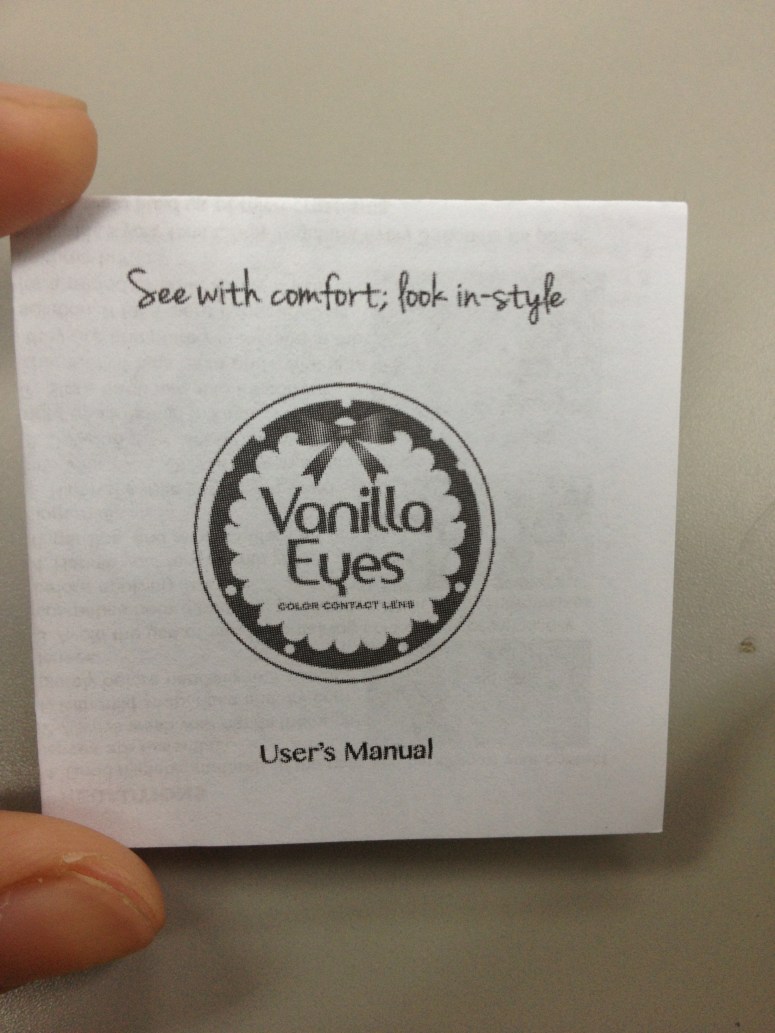 See with comfort; look in-style
Vanilla
Eyes
COLOR CONTACT LENS
User's Manual